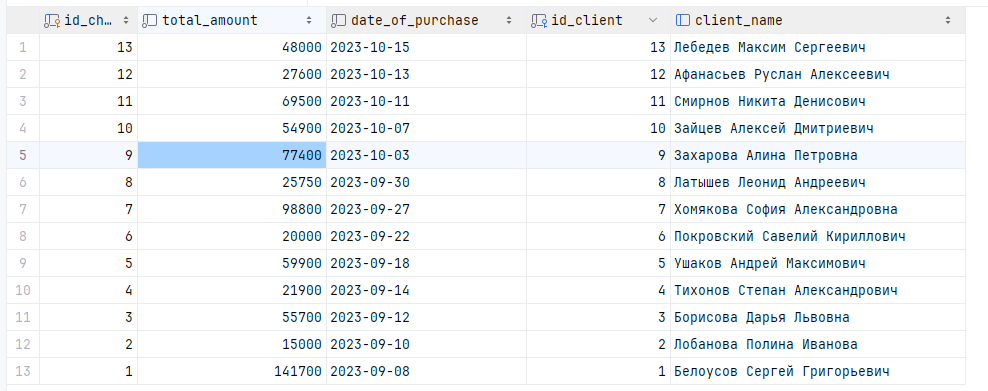 id_ch… total_amount date_of_purchase id_client client_name
1 13 48000 2023-10-15 13 Лебедев Максим Сергеевич
2 12 27600 2023-10-13 12 Афанасьев Руслан Алексеевич
3 11 69500 2023-10-11 11 Смирнов Никита Денисович
4 10 54900 2023-10-07 10 Зайцев Алексей Дмитриевич
5 9 77400 2023-10-03 9 Захарова Алина Петровна
6 8 25750 2023-09-30 8 Латышев Леонид Андреевич
7 7 98800 2023-09-27 7 Хомякова София Александровна
8 6 20000 2023-09-22 6 Покровский Савелий Кириллович
9 5 59900 2023-09-18 5 Ушаков Андрей Максимович
10 4 21900 2023-09-14 4 Тихонов Степан Александрович
11 3 55700 2023-09-12 3 Борисова Дарья Львовна
12 2 15000 2023-09-10 2 Лобанова Полина Иванова
13 1 141700 2023-09-08 1 Белоусов Сергей Григорьевич